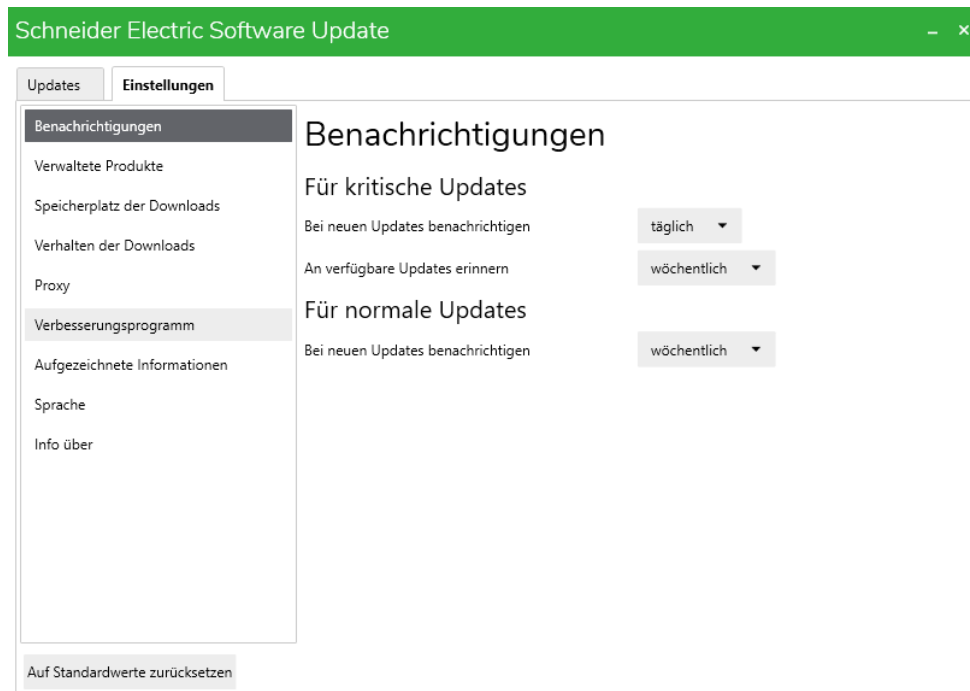 Schneider Electric Software Update
Updates
Einstellungen
Benachrichtigungen
Verwaltete Produkte
Speicherplatz der Downloads
Verhalten der Downloads
Proxy
Verbesserungsprogramm
Aufgezeichnete Informationen
Sprache
Info über
Auf Standardwerte zurücksetzen
Benachrichtigungen
Für kritische Updates
Bei neuen Updates benachrichtigen täglich
An verfügbare Updates erinnern wöchentlich
Für normale Updates
Bei neuen Updates benachrichtigen wöchentlich